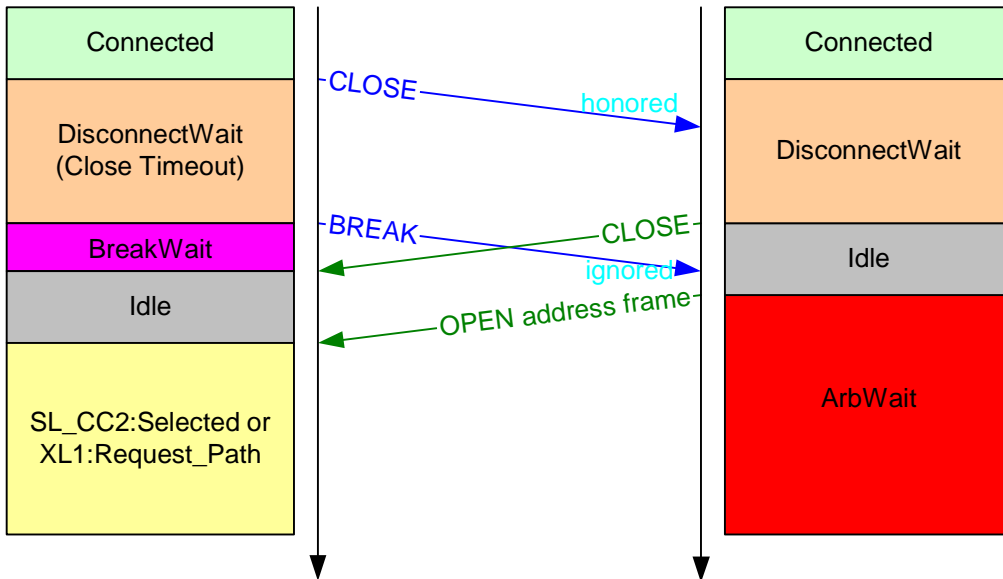 Connected
Connected
CLOSE
honored
DisconnectWait
(Close Timeout)
DisconnectWait
BREAK
CLOSE
BreakWait
ignored
Idle
Idle
OPEN address frame
SL_CC2:Selected or
XL1:Request_Path
ArbWait